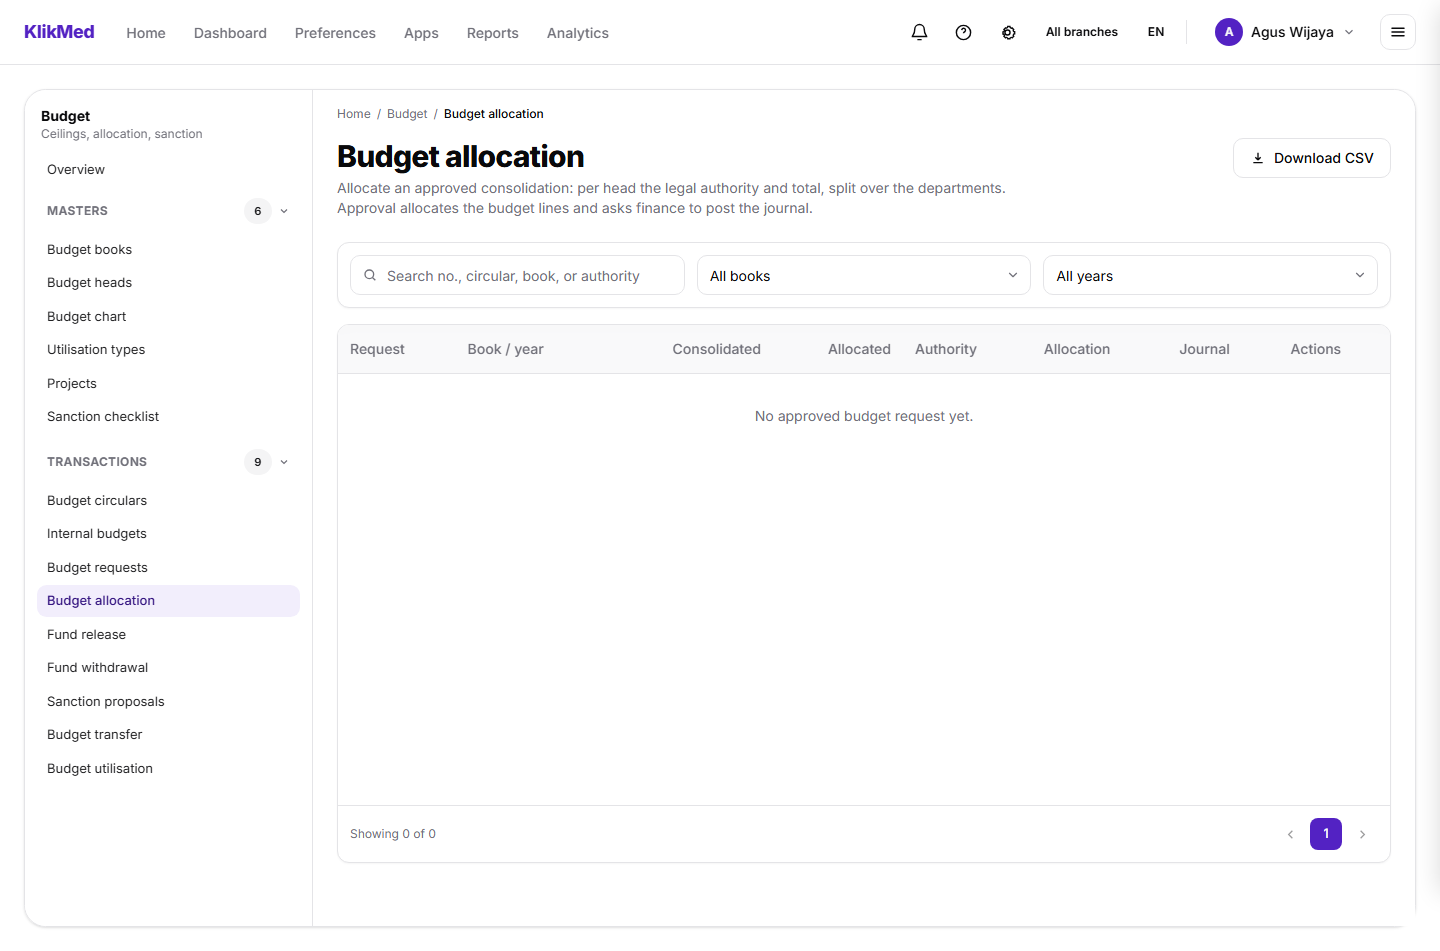 KlikMed
Home
Dashboard
Preferences
Apps
Reports
Analytics
All branches
EN
A
Agus Wijaya
Budget
Ceilings, allocation, sanction
Overview
MASTERS
6
Budget books
Budget heads
Budget chart
Utilisation types
Projects
Sanction checklist
TRANSACTIONS
9
Budget circulars
Internal budgets
Budget requests
Budget allocation
Fund release
Fund withdrawal
Sanction proposals
Budget transfer
Budget utilisation
Home / Budget / Budget allocation
Budget allocation
Download CSV
Allocate an approved consolidation: per head the legal authority and total, split over the departments.
Approval allocates the budget lines and asks finance to post the journal.
Search no., circular, book, or authority
All books
All years
Request
Book / year
Consolidated
Allocated
Authority
Allocation
Journal
Actions
No approved budget request yet.
Showing 0 of 0
1